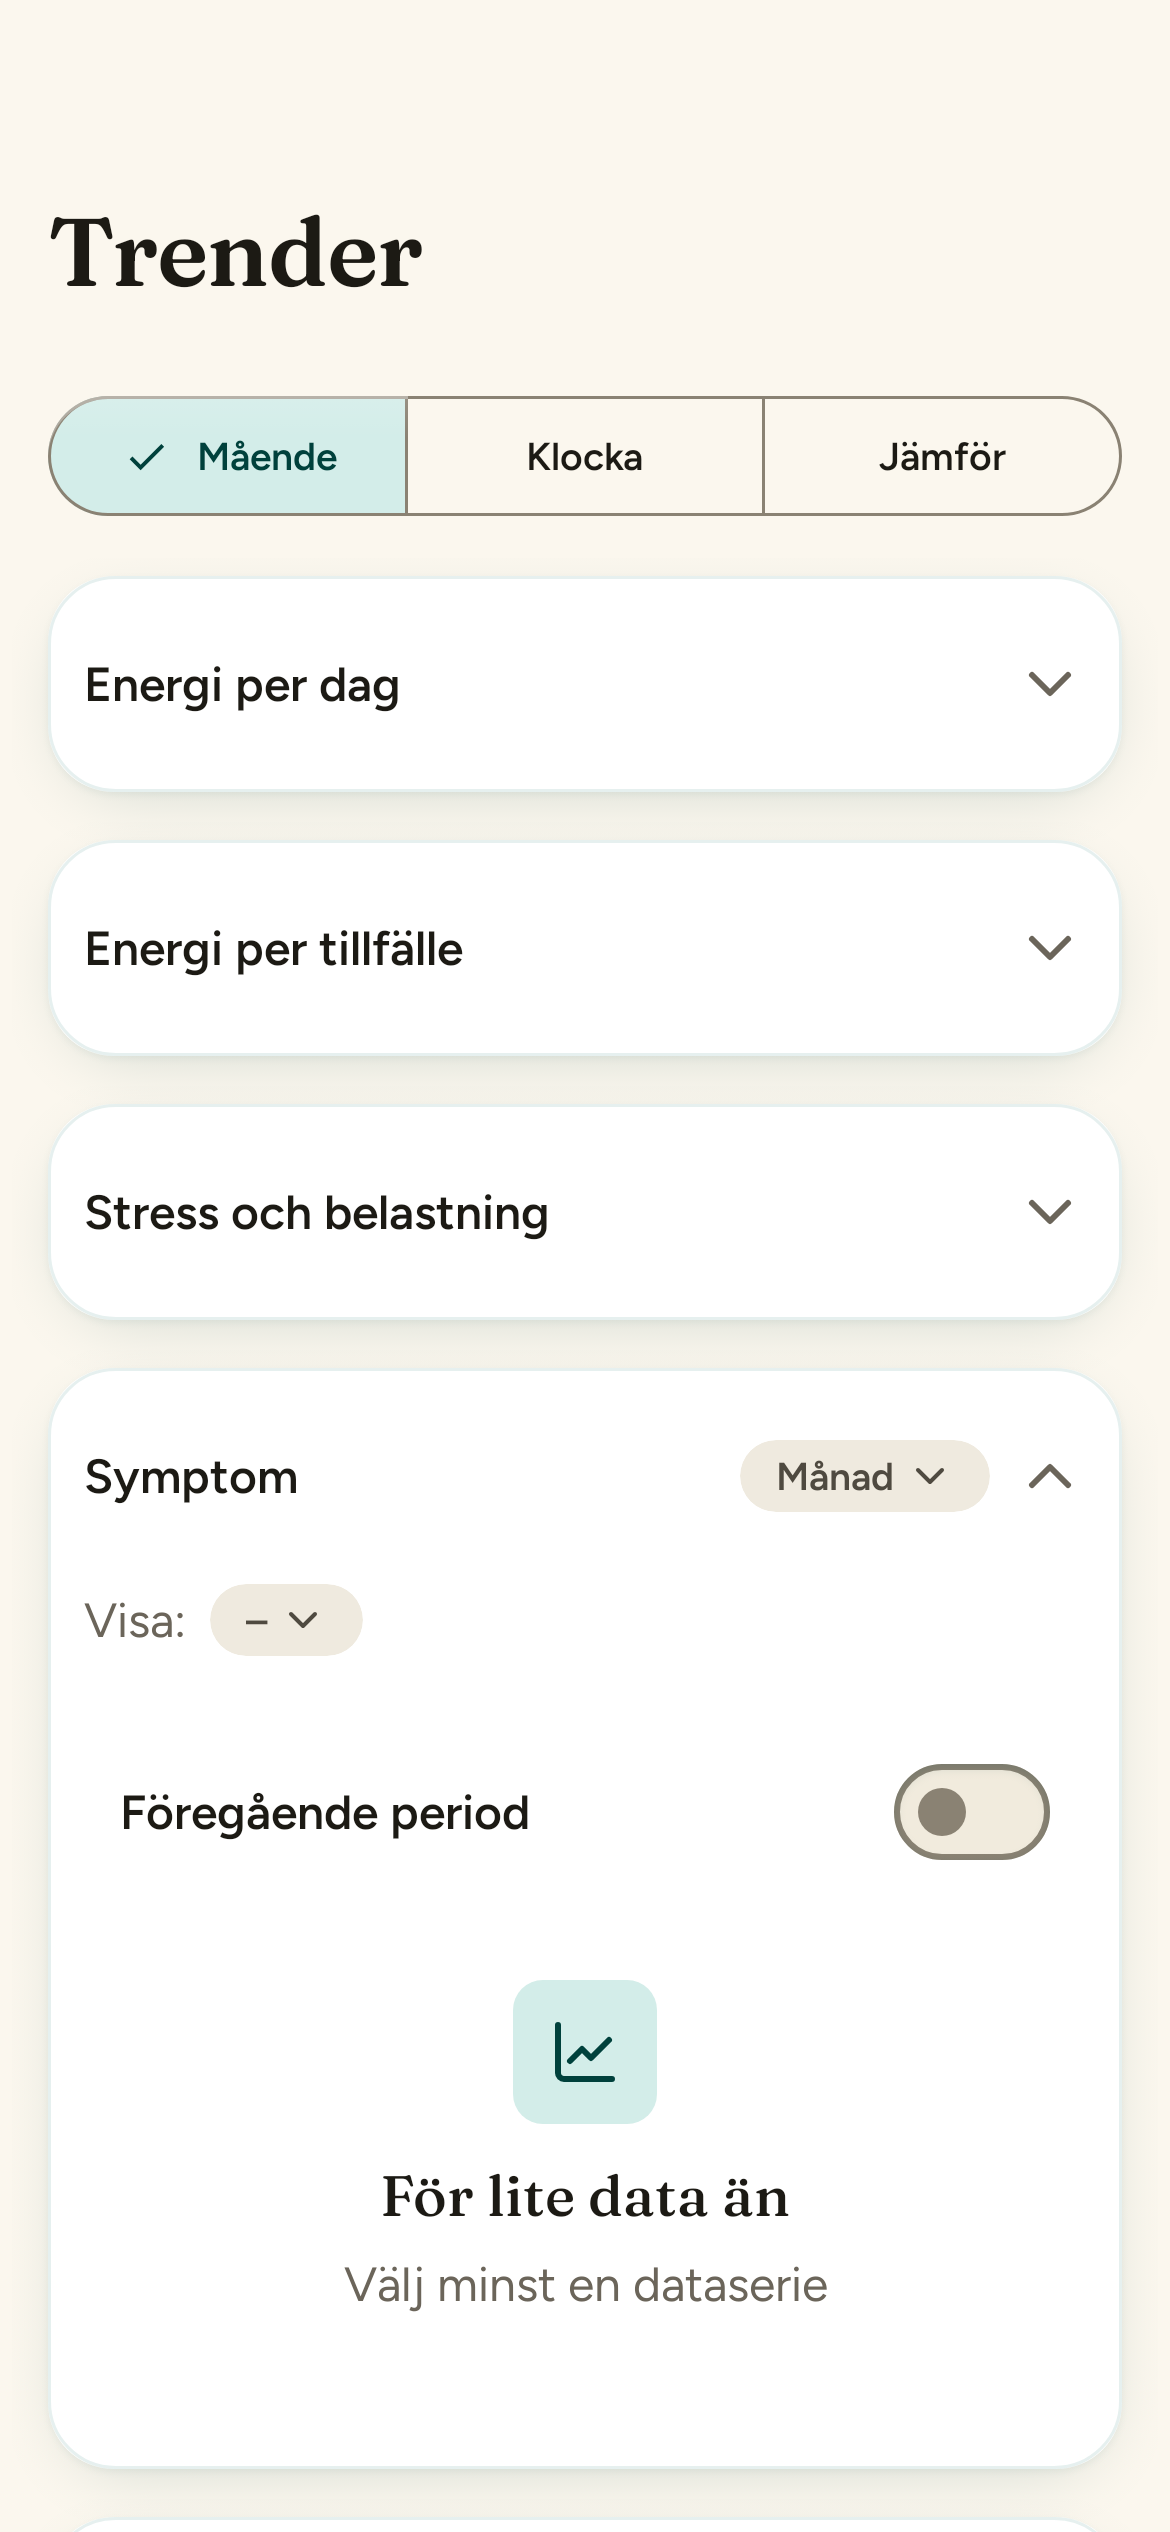 Trender
Mående
Klocka
Jämför
Energi per dag
Energi per tillfälle
Stress och belastning
Symptom
Månad
Visa:
–
Föregående period
För lite data än
Välj minst en dataserie